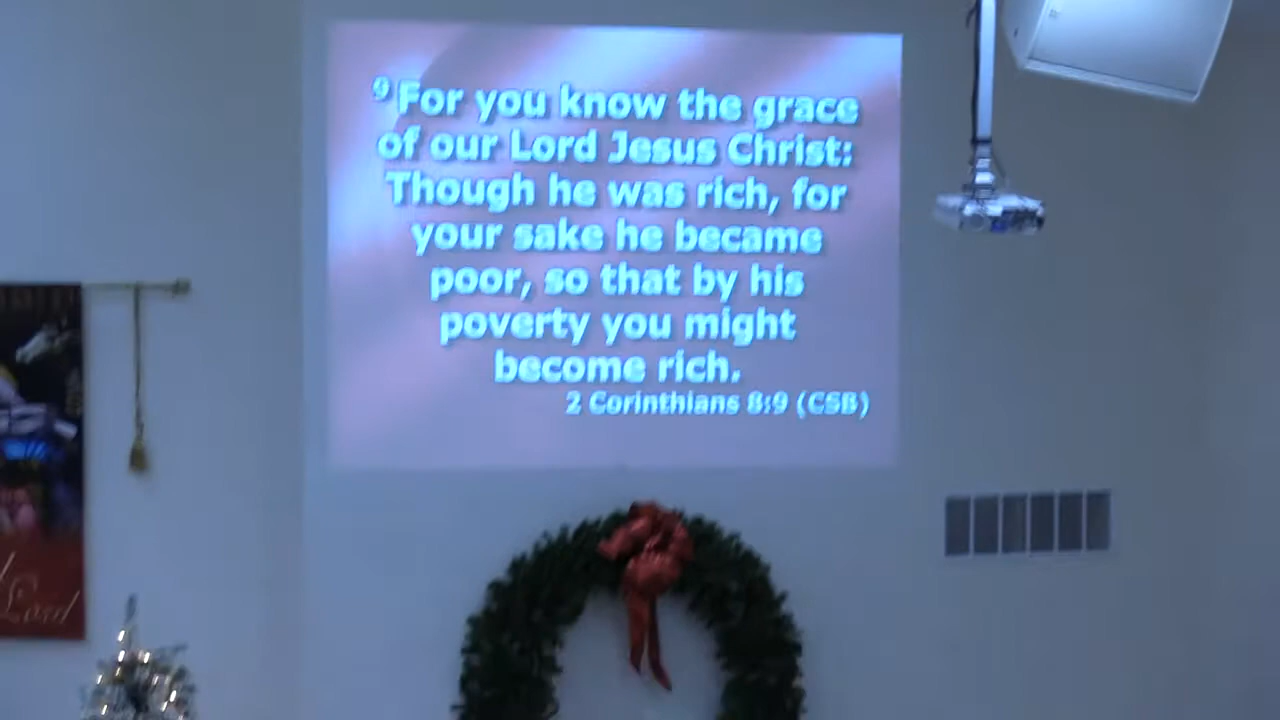 9 For you know the grace
of our Lord Jesus Christ:
Though he was rich, for
your sake he became
poor, so that by his
poverty you might
become rich.
2 Corinthians 8:9 (CSB)
Lord